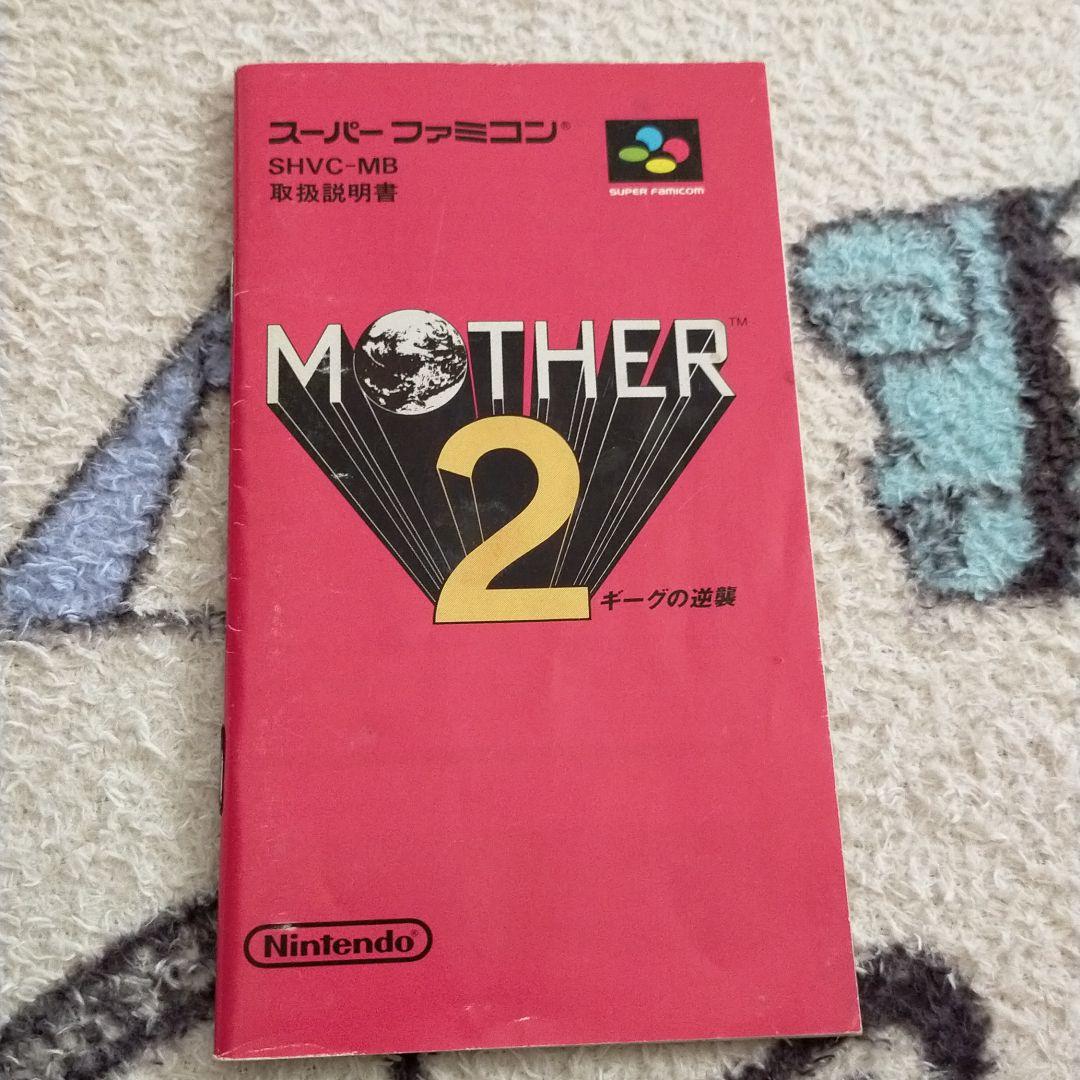 スーパーファミコン®
SHVC-MB
取扱説明書
SUPER FAMICOM
MOTHER™
2
ギーグの逆襲
Nintendo®